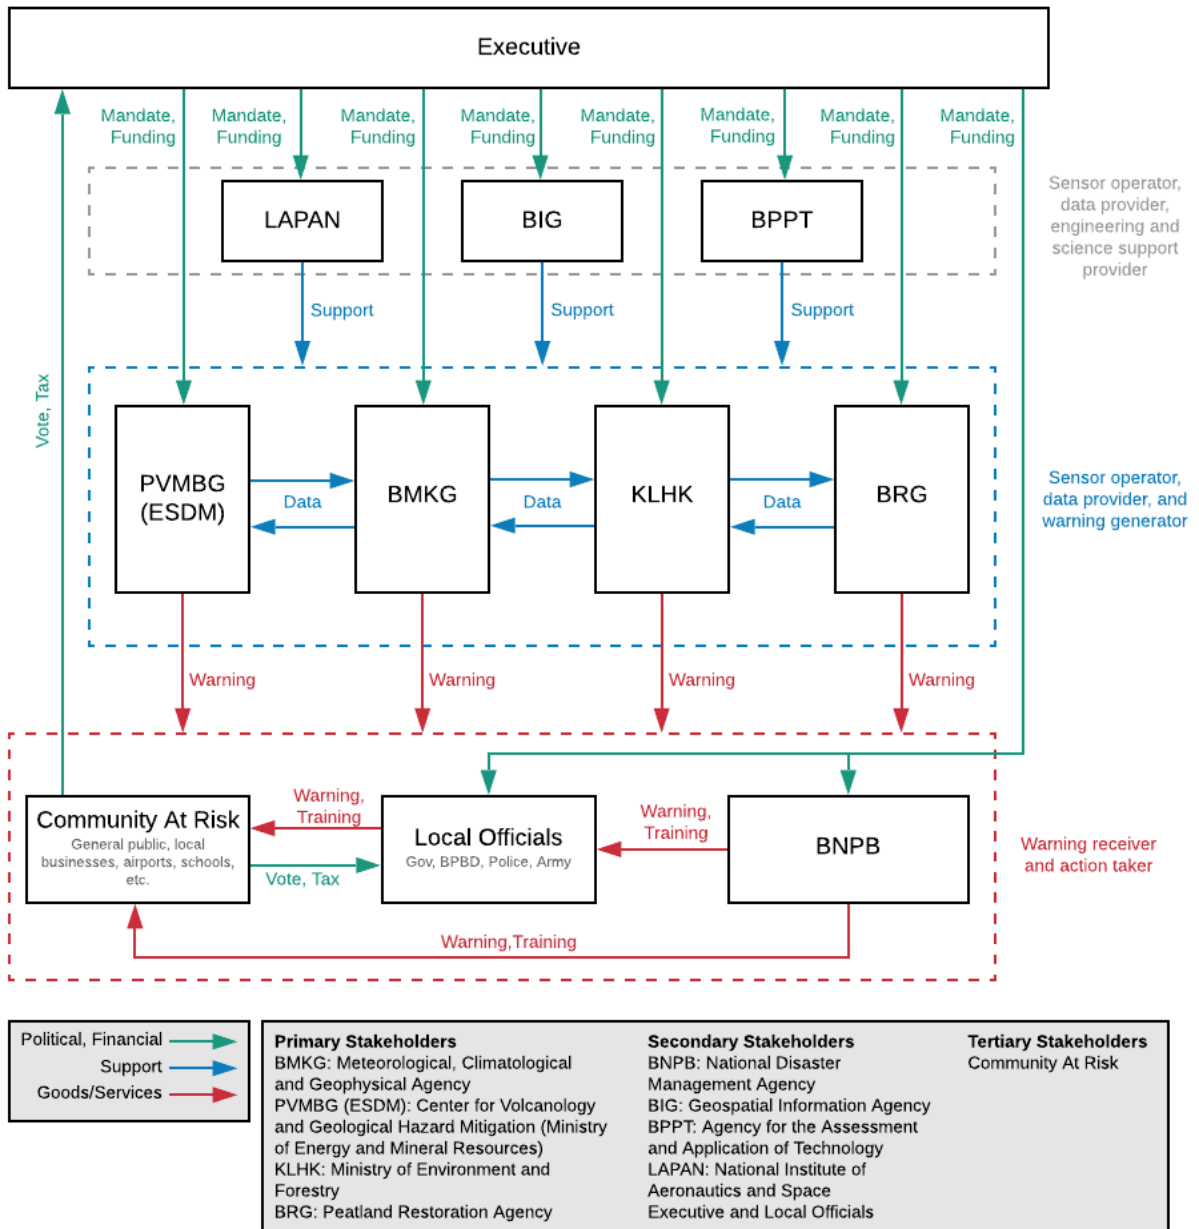 Executive
Mandate,
Funding
Mandate,
Funding
Mandate,
Funding
Mandate,
Funding
Mandate,
Funding
Mandate,
Funding
Mandate,
Funding
Mandate,
Funding
LAPAN
BIG
BPPT
Sensor operator,
data provider,
engineering and
science support
provider
Support
Support
Support
Vote, Tax
PVMBG
(ESDM)
Data
BMKG
Data
KLHK
Data
BRG
Sensor operator,
data provider, and
warning generator
Warning
Warning
Warning
Warning
Community At Risk
General public, local
businesses, airports, schools,
etc.
Warning,
Training
Vote, Tax
Local Officials
Gov, BPBD, Police, Army
Warning,
Training
BNPB
Warning receiver
and action taker
Warning,Training
Political, Financial
Support
Goods/Services
Primary Stakeholders
BMKG: Meteorological, Climatological
and Geophysical Agency
PVMBG (ESDM): Center for Volcanology
and Geological Hazard Mitigation (Ministry
of Energy and Mineral Resources)
KLHK: Ministry of Environment and
Forestry
BRG: Peatland Restoration Agency
Secondary Stakeholders
BNPB: National Disaster
Management Agency
BIG: Geospatial Information Agency
BPPT: Agency for the Assessment
and Application of Technology
LAPAN: National Institute of
Aeronautics and Space
Executive and Local Officials
Tertiary Stakeholders
Community At Risk